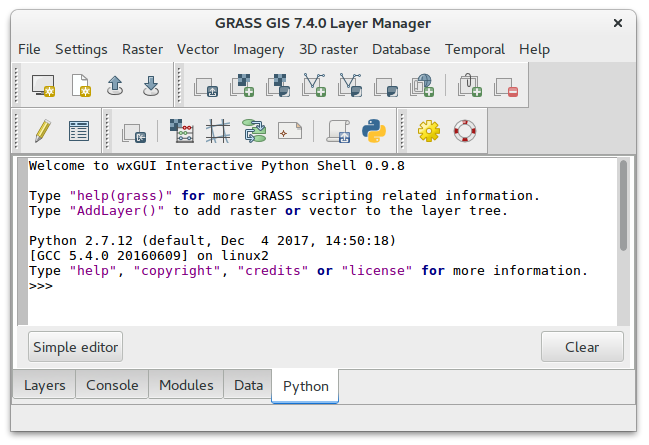 GRASS GIS 7.4.0 Layer Manager
File Settings Raster Vector Imagery 3D raster Database Temporal Help
Welcome to wxGUI Interactive Python Shell 0.9.8
Type "help(grass)" for more GRASS scripting related information.
Type "AddLayer()" to add raster or vector to the layer tree.
Python 2.7.12 (default, Dec  4 2017, 14:50:18)
[GCC 5.4.0 20160609] on linux2
Type "help", "copyright", "credits" or "license" for more information.
>>>
Simple editor Clear
Layers Console Modules Data Python